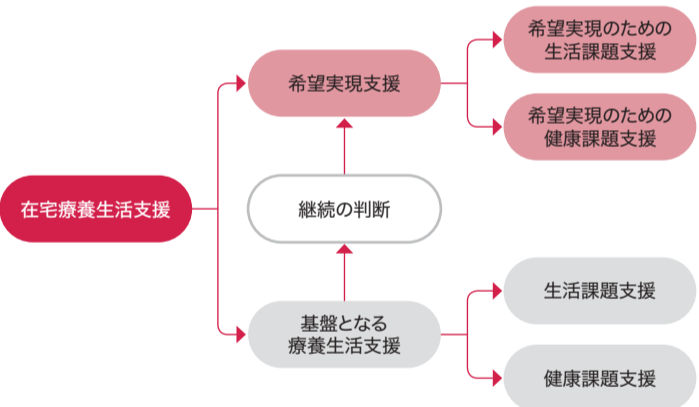 希望実現のための
生活課題支援
希望実現支援
希望実現のための
健康課題支援
在宅療養生活支援
継続の判断
生活課題支援
基盤となる
療養生活支援
健康課題支援